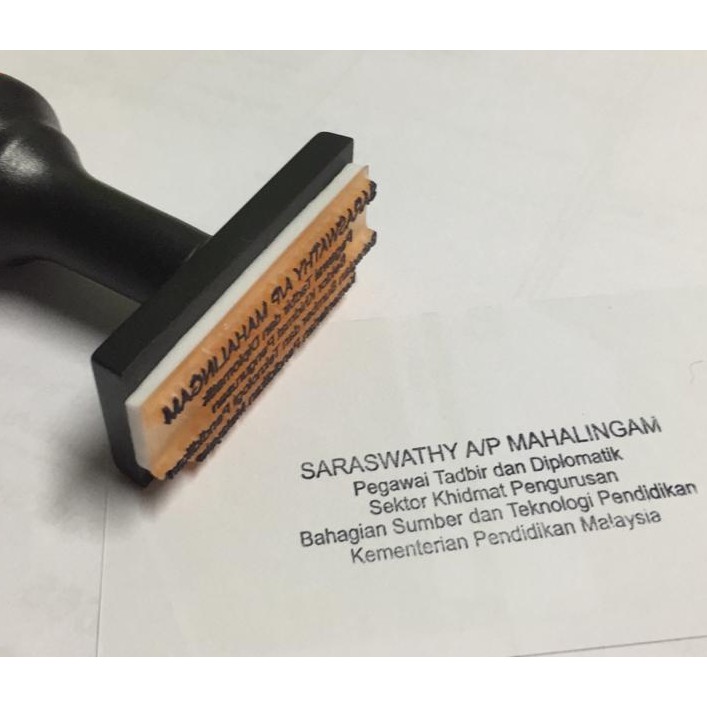 SARASWATHY A/P MAHALINGAM
Pegawai Tadbir dan Diplomatik
Sektor Khidmat Pengurusan
Bahagian Sumber dan Teknologi Pendidikan
Kementerian Pendidikan Malaysia